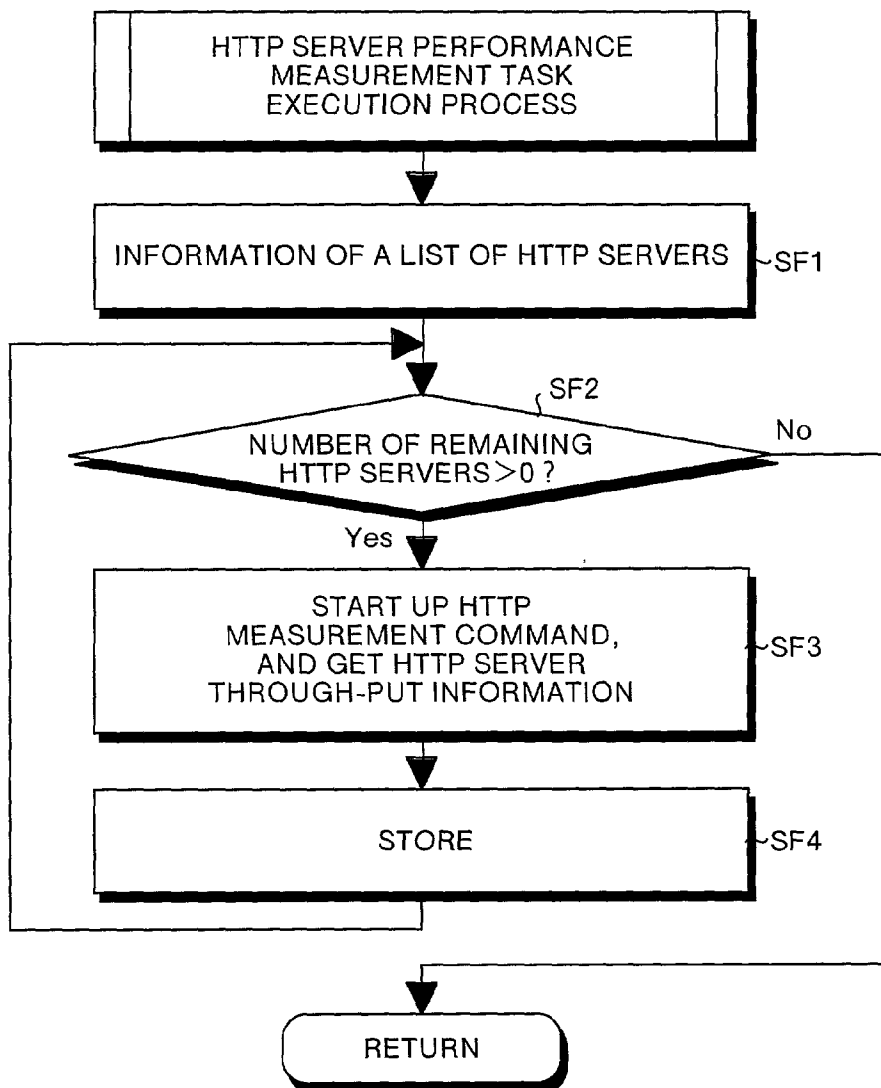 HTTP SERVER PERFORMANCE
MEASUREMENT TASK
EXECUTION PROCESS
INFORMATION OF A LIST OF HTTP SERVERS
SF1
SF2
NUMBER OF REMAINING
HTTP SERVERS>0 ?
No
Yes
START UP HTTP
MEASUREMENT COMMAND,
AND GET HTTP SERVER
THROUGH-PUT INFORMATION
SF3
STORE
SF4
RETURN